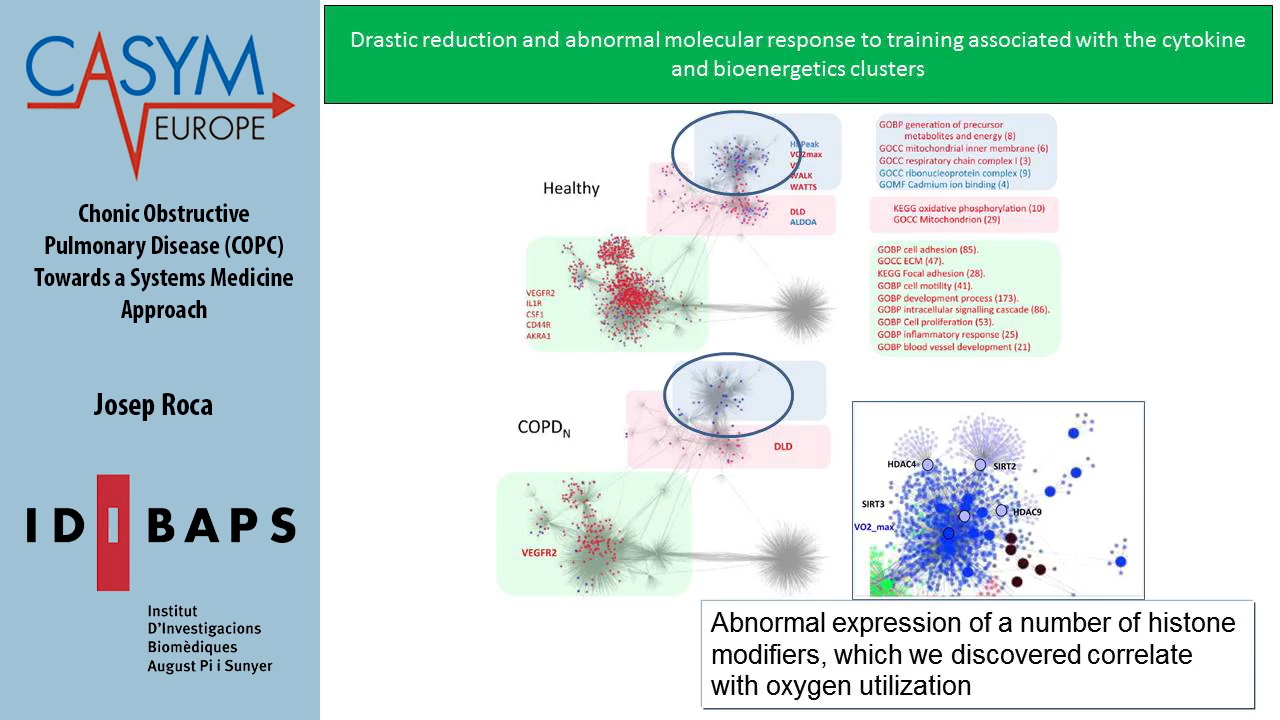 CASYM
EUROPE
Chonic Obstructive
Pulmonary Disease (COPC)
Towards a Systems Medicine
Approach
Josep Roca
IDIBAPS
Institut
D'Investigacions
Biomèdiques
August Pi i Sunyer
Drastic reduction and abnormal molecular response to training associated with the cytokine
and bioenergetics clusters
Healthy
VO2max
WALK
WATTS
DLD
ALDOA
VEGFR2
IL1R
CSF1
CD44R
AKRA1
GOBP generation of precursor
metabolites and energy (8)
GOCC mitochondrial inner membrane (6)
GOCC respiratory chain complex I (3)
GOCC ribonucleoprotein complex (9)
GOMF Cadmium ion binding (4)
KEGG oxidative phosphorylation (10)
GOCC Mitochondrion (29)
GOBP cell adhesion (85).
GOCC ECM (47).
KEGG Focal adhesion (28).
GOBP cell motility (41).
GOBP development process (173).
GOBP intracellular signalling cascade (86).
GOBP Cell proliferation (53).
GOBP inflammatory response (25)
GOBP blood vessel development (21)
COPDN
DLD
VEGFR2
HDAC4
SIRT2
SIRT3
HDAC9
VO2_max
Abnormal expression of a number of histone
modifiers, which we discovered correlate
with oxygen utilization